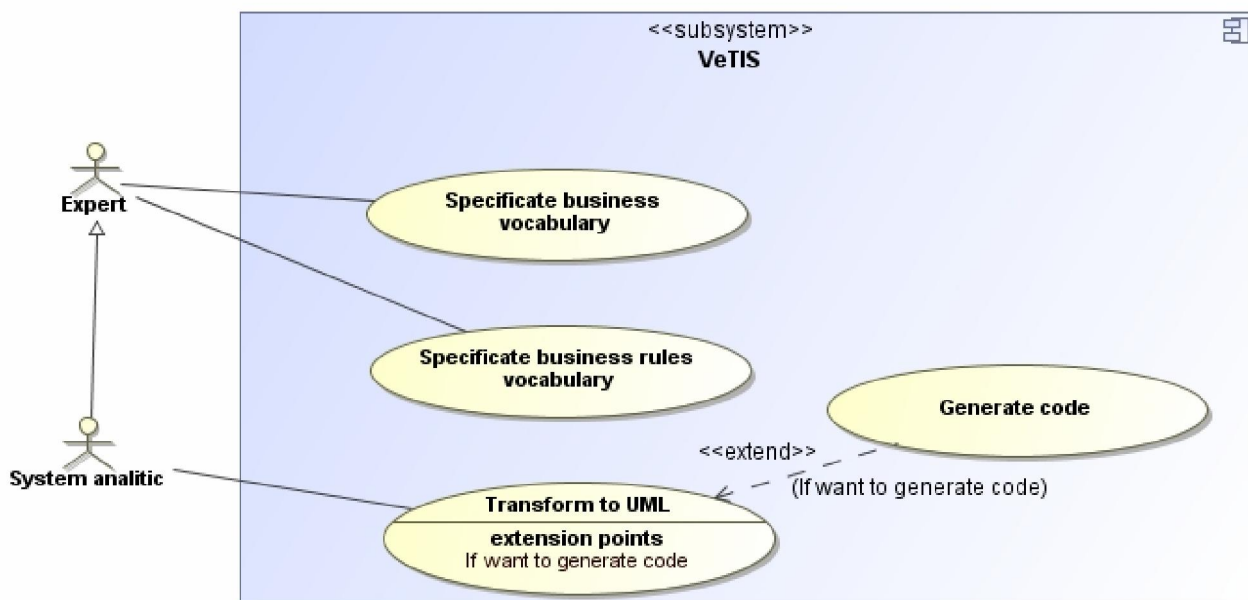 <<subsystem>>
VeTIS
Expert
Specificate business
vocabulary
Specificate business rules
vocabulary
Generate code
<<extend>>
(If want to generate code)
System analitic
Transform to UML
extension points
If want to generate code